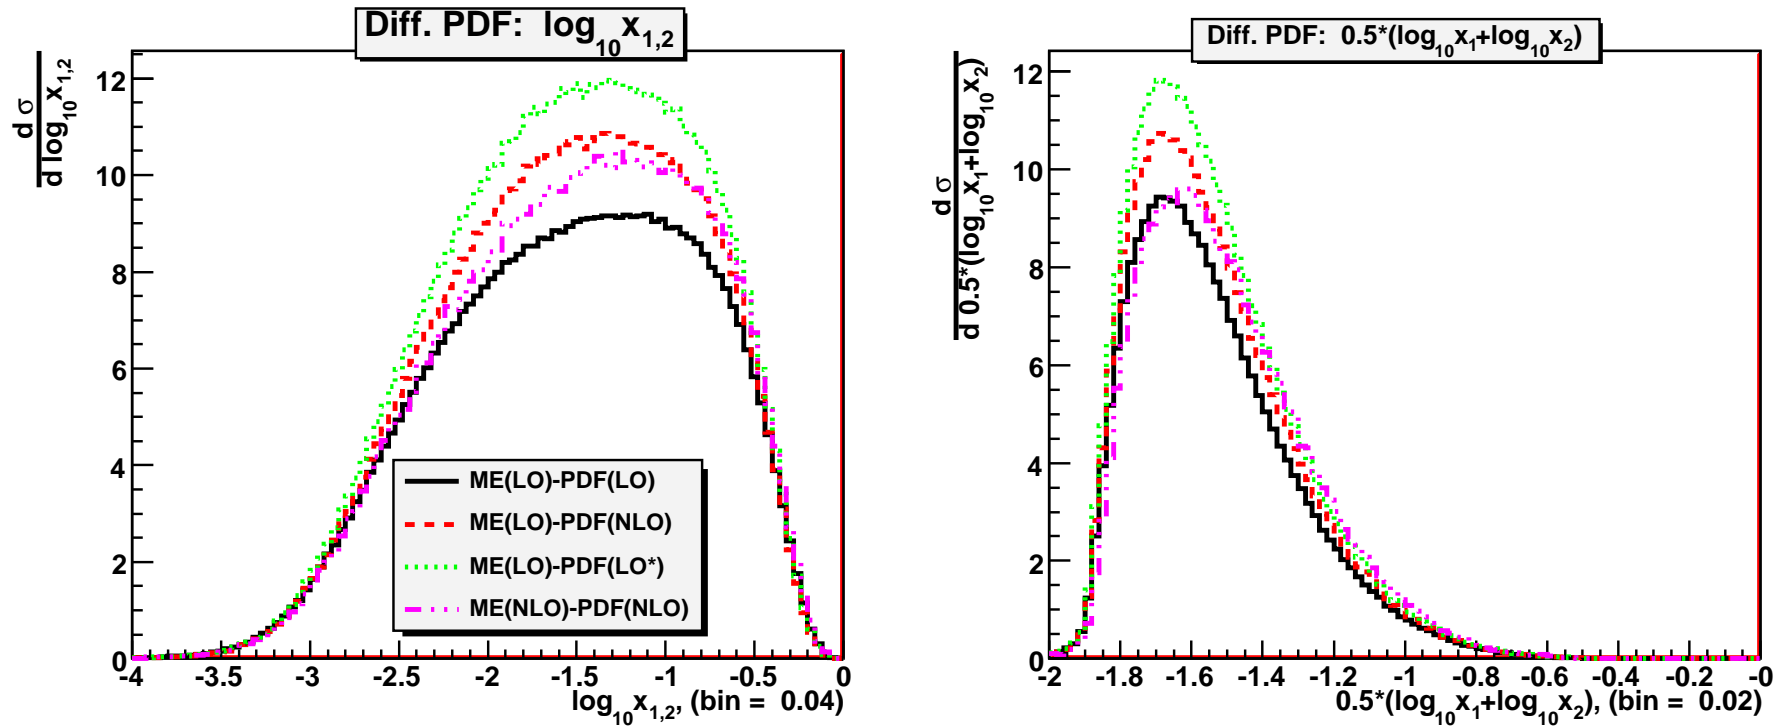 Diff. PDF: log₁₀x₁,₂
d σ
d log₁₀x₁,₂
12
10
8
6
4
2
0
ME(LO)-PDF(LO)
ME(LO)-PDF(NLO)
ME(LO)-PDF(LO*)
ME(NLO)-PDF(NLO)
-4 -3.5 -3 -2.5 -2 -1.5 -1 -0.5 0
log₁₀x₁,₂, (bin = 0.04)
Diff. PDF: 0.5*(log₁₀x₁+log₁₀x₂)
d σ
d 0.5*(log₁₀x₁+log₁₀x₂)
12
10
8
6
4
2
0
-2 -1.8 -1.6 -1.4 -1.2 -1 -0.8 -0.6 -0.4 -0.2 -0
0.5*(log₁₀x₁+log₁₀x₂), (bin = 0.02)